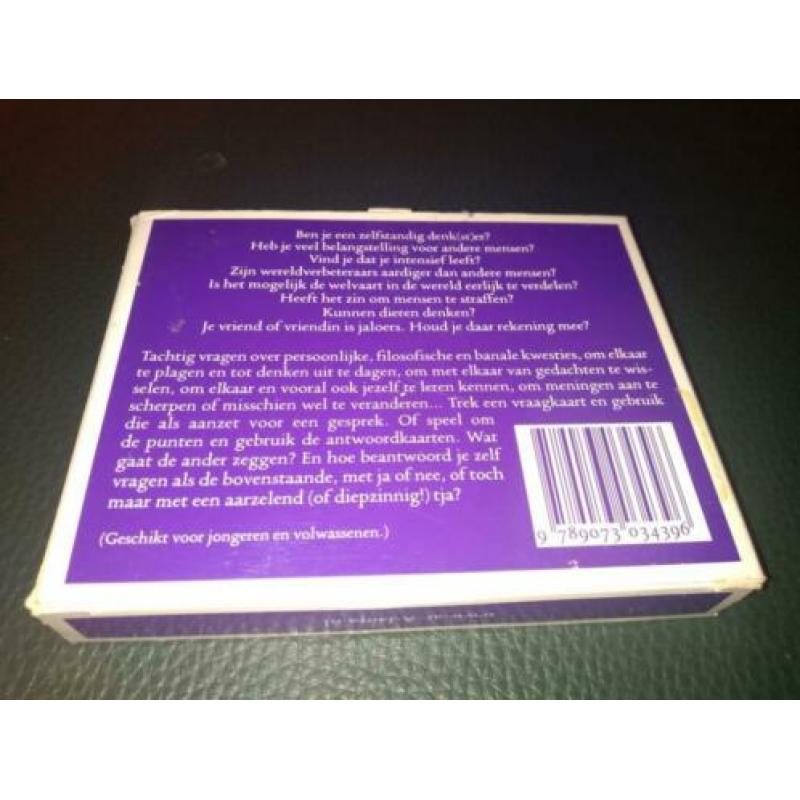 Ben je een zelfstandig denk(st)er?
Heb je veel belangstelling voor andere mensen?
Vind je dat je intensief leeft?
Zijn wereldverbeteraars aardiger dan andere mensen?
Is het mogelijk de welvaart in de wereld eerlijk te verdelen?
Heeft het zin om mensen te straffen?
Kunnen dieren denken?
Je vriend of vriendin is jaloers. Houd je daar rekening mee?
Tachtig vragen over persoonlijke, filosofische en banale kwesties, om elkaar
te plagen en tot denken uit te dagen, om met elkaar van gedachten te wis-
selen, om elkaar en vooral ook jezelf te leren kennen, om meningen aan te
scherpen of misschien wel te veranderen... Trek een vraagkaart en gebruik
die als aanzet voor een gesprek. Of speel om
de punten en gebruik de antwoordkaarten. Wat
gaat de ander zeggen? En hoe beantwoord je zelf
vragen als de bovenstaande, met ja of nee, of toch
maar met een aarzelend (of diepzinnig!) tja?
(Geschikt voor jongeren en volwassenen.)
9 789073 034396